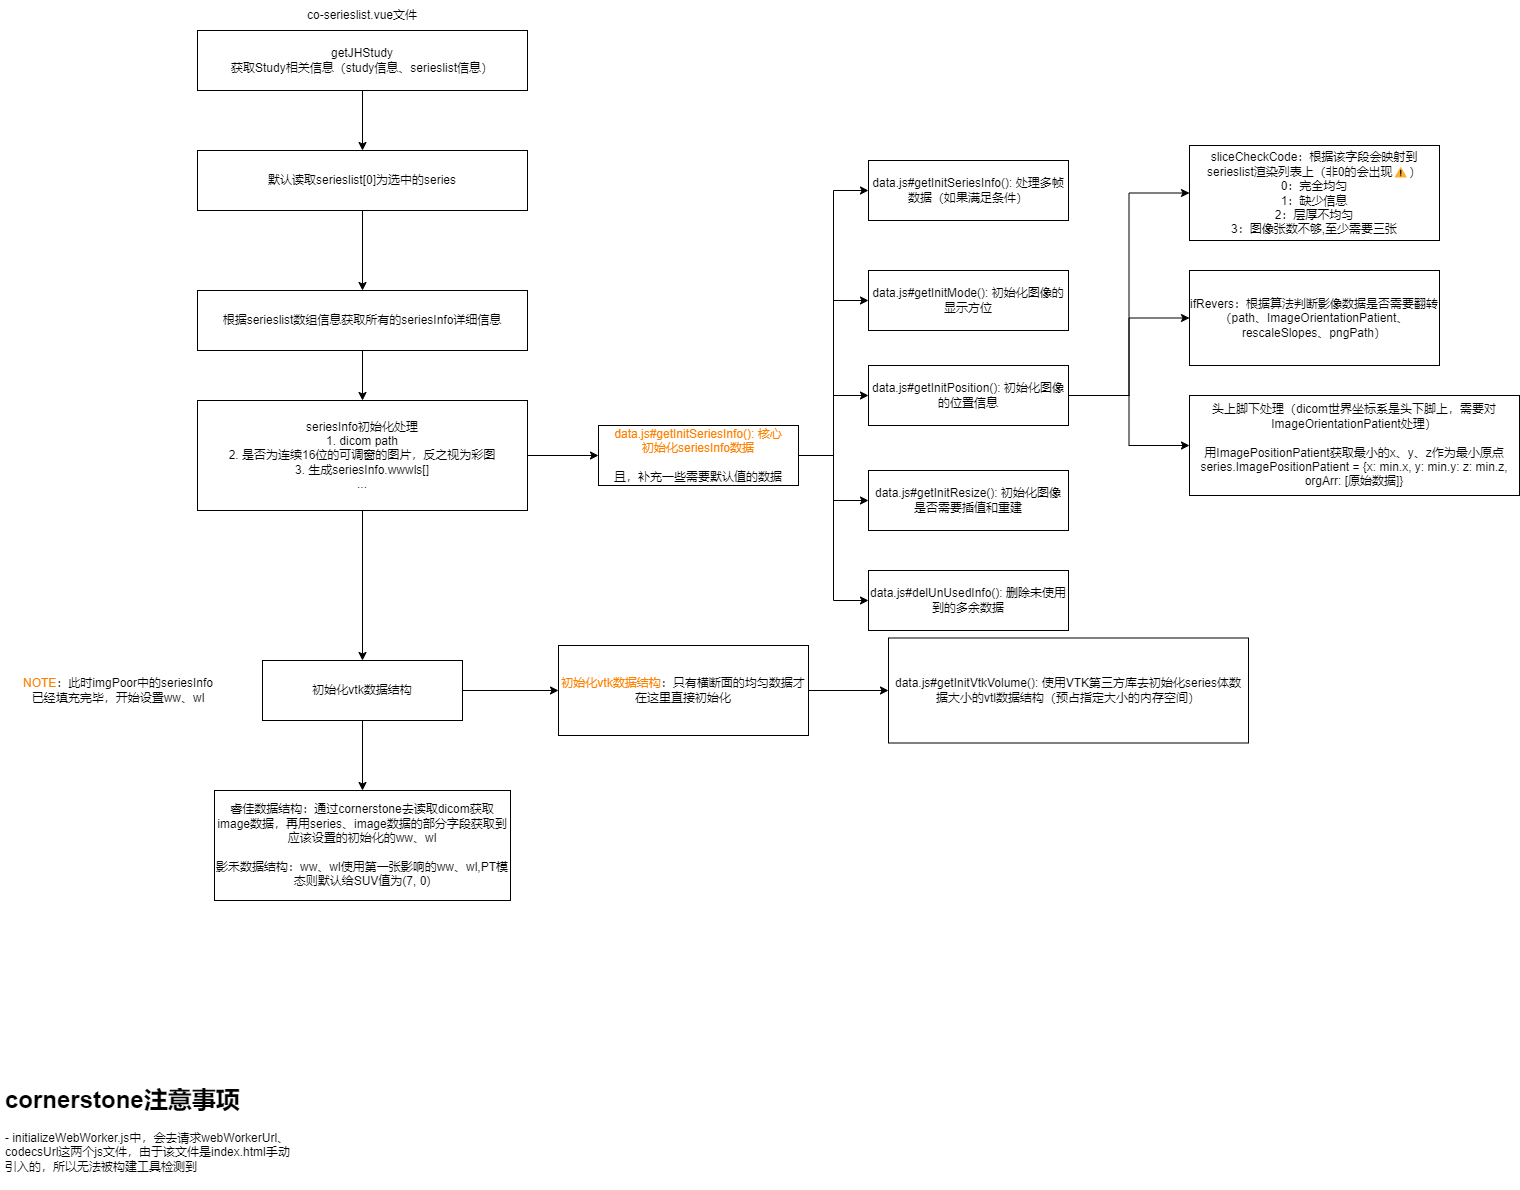 co-serieslist.vue文件
getJHStudy
获取Study相关信息（study信息、serieslist信息）
默认读取serieslist[0]为选中的series
根据serieslist数组信息获取所有的seriesInfo详细信息
seriesInfo初始化处理
1. dicom path
2. 是否为连续16位的可调窗的图片，反之视为彩图
3. 生成seriesInfo.wwwls[]
...
data.js#getInitSeriesInfo(): 核心
初始化seriesInfo数据
且，补充一些需要默认值的数据
data.js#getInitSeriesInfo(): 处理多帧
数据（如果满足条件）
data.js#getInitMode(): 初始化图像的
显示方位
data.js#getInitPosition(): 初始化图像
的位置信息
data.js#getInitResize(): 初始化图像
是否需要插值和重建
data.js#delUnUsedInfo(): 删除未使用
到的多余数据
sliceCheckCode：根据该字段会映射到
serieslist渲染列表上（非0的会出现⚠️）
0：完全均匀
1：缺少信息
2：层厚不均匀
3：图像张数不够,至少需要三张
ifRevers：根据算法判断影像数据是否需要翻转
（path、ImageOrientationPatient、
rescaleSlopes、pngPath）
头上脚下处理（dicom世界坐标系是头下脚上，需要对
ImageOrientationPatient处理）
用ImagePositionPatient获取最小的x、y、z作为最小原点
series.ImagePositionPatient = {x: min.x, y: min.y: z: min.z,
orgArr: [原始数据]}
NOTE：此时imgPoor中的seriesInfo
已经填充完毕，开始设置ww、wl
初始化vtk数据结构
初始化vtk数据结构：只有横断面的均匀数据才
在这里直接初始化
data.js#getInitVtkVolume(): 使用VTK第三方库去初始化series体数
据大小的vtl数据结构（预占指定大小的内存空间）
睿佳数据结构：通过cornerstone去读取dicom获取
image数据，再用series、image数据的部分字段获取到
应该设置的初始化的ww、wl
影禾数据结构：ww、wl使用第一张影响的ww、wl,PT模
态则默认给SUV值为(7, 0)
cornerstone注意事项
- initializeWebWorker.js中，会去请求webWorkerUrl、
codecsUrl这两个js文件，由于该文件是index.html手动
引入的，所以无法被构建工具检测到